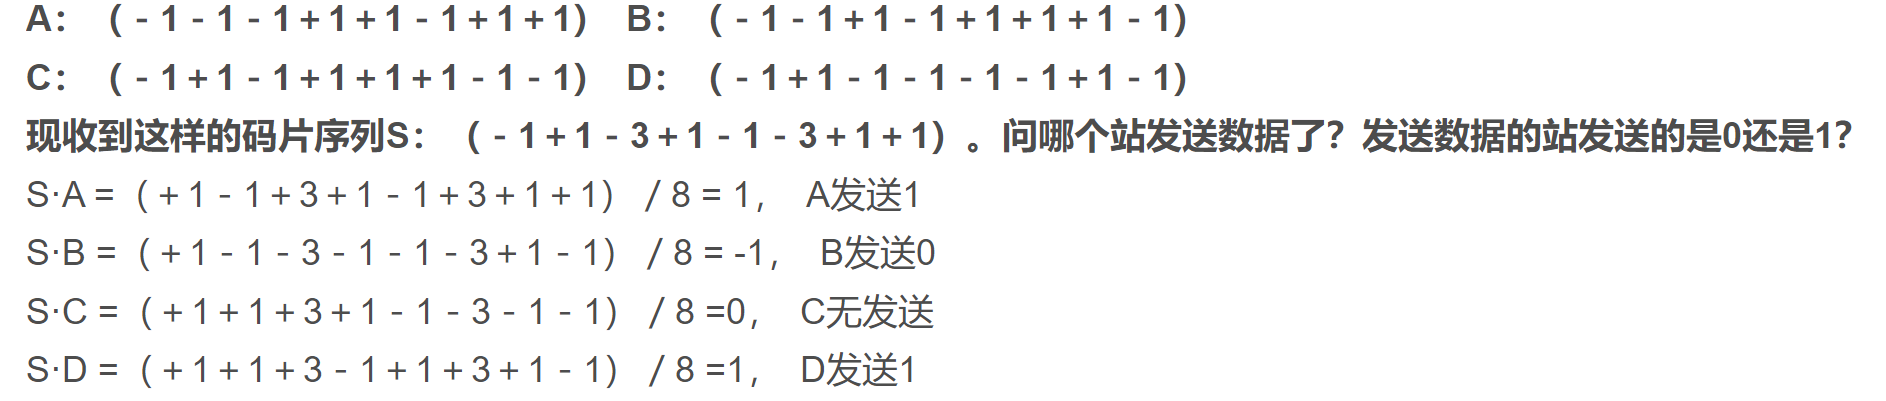 A： （－1－1－1＋1＋1－1＋1＋1） B： （－1－1＋1－1＋1＋1＋1－1）
C： （－1＋1－1＋1＋1＋1－1－1） D： （－1＋1－1－1－1－1＋1－1）
现收到这样的码片序列S： （－1＋1－3＋1－1－3＋1＋1） 。问哪个站发送数据了？发送数据的站发送的是0还是1？
S·A =（＋1－1＋3＋1－1＋3＋1＋1） ／8 = 1， A发送1
S·B =（＋1－1－3－1－1－3＋1－1） ／8 = -1， B发送0
S·C =（＋1＋1＋3＋1－1－3－1－1） ／8 =0， C无发送
S·D =（＋1＋1＋3－1＋1＋3＋1－1） ／8 =1， D发送1